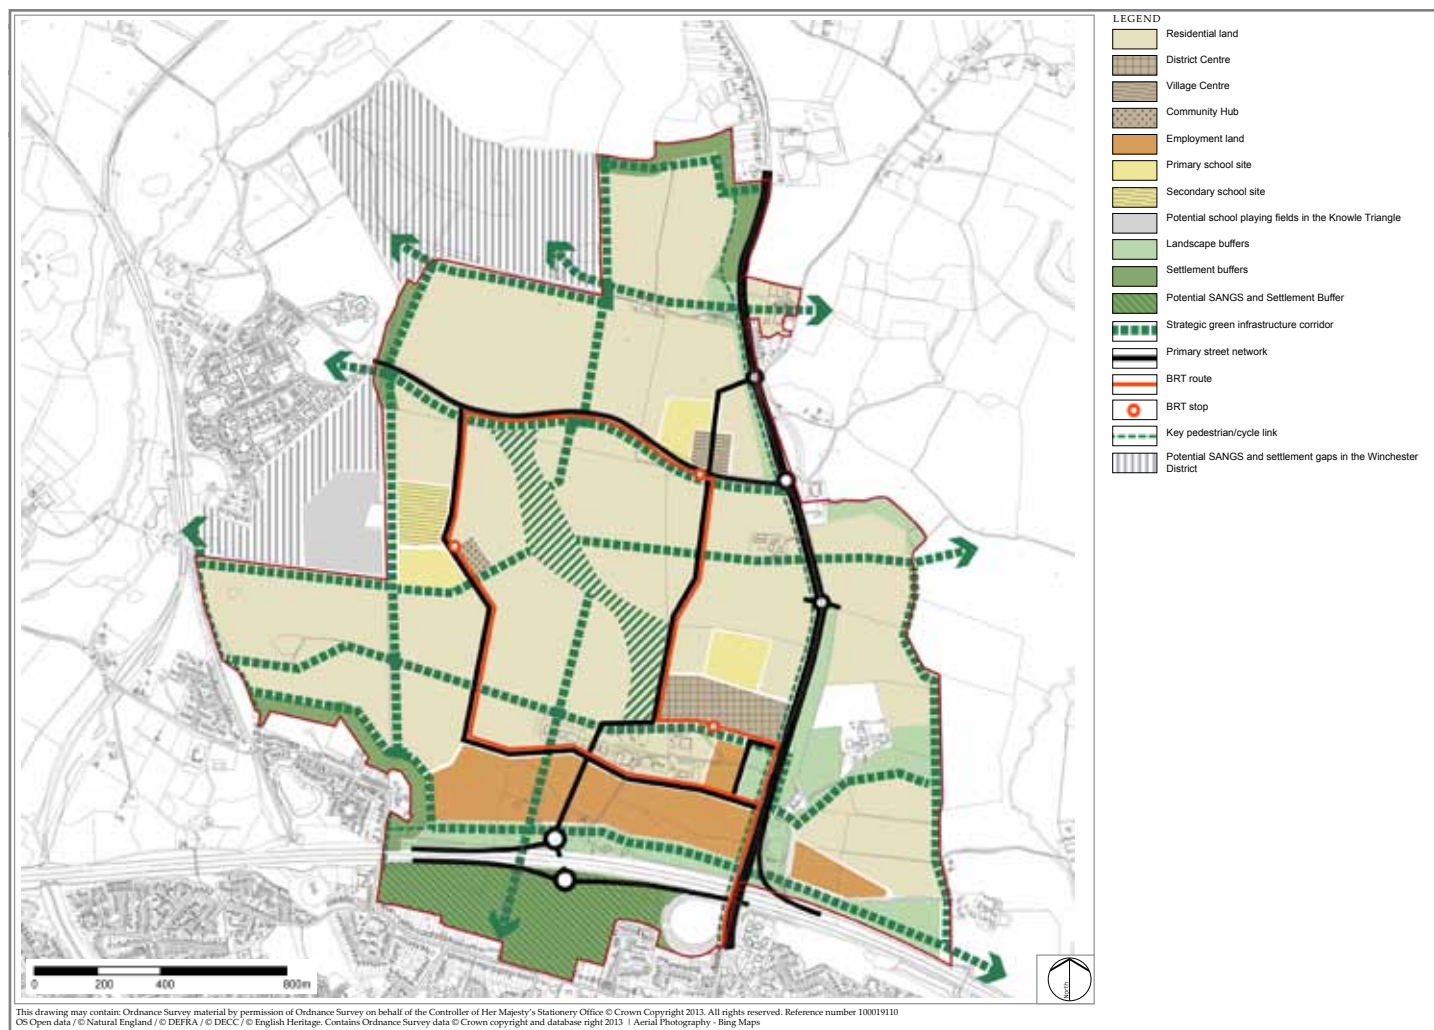 LEGEND
Residential land
District Centre
Village Centre
Community Hub
Employment land
Primary school site
Secondary school site
Potential school playing fields in the Knowle Triangle
Landscape buffers
Settlement buffers
Potential SANGS and Settlement Buffer
Strategic green infrastructure corridor
Primary street network
BRT route
BRT stop
Key pedestrian/cycle link
Potential SANGS and settlement gaps in the Winchester
District
0 200 400 800m
North
This drawing may contain: Ordnance Survey material by permission of Ordnance Survey on behalf of the Controller of Her Majesty's Stationery Office © Crown Copyright 2013. All rights reserved. Reference number 100019110
OS Open data / © Natural England / © DEFRA / © DECC / © English Heritage. Contains Ordnance Survey data © Crown copyright and database right 2013 | Aerial Photography - Bing Maps